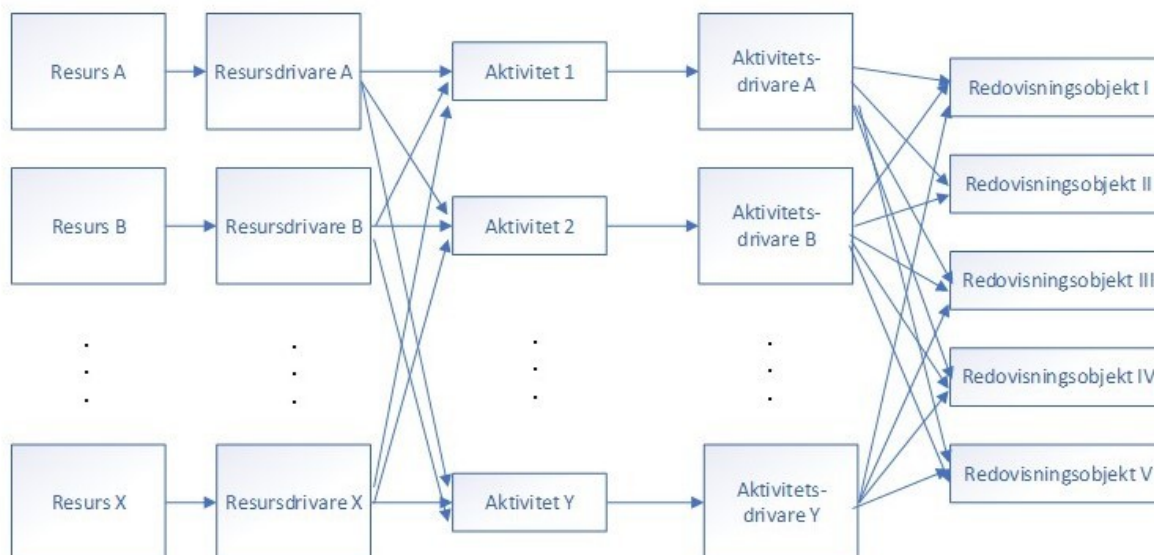 Resurs A
Resursdrivare A
Aktivitet 1
Aktivitets-
drivare A
Redovisningsobjekt I
Redovisningsobjekt II
Resurs B
Resursdrivare B
Aktivitet 2
Aktivitets-
drivare B
Redovisningsobjekt III
Redovisningsobjekt IV
Resurs X
Resursdrivare X
Aktivitet Y
Aktivitets-
drivare Y
Redovisningsobjekt V